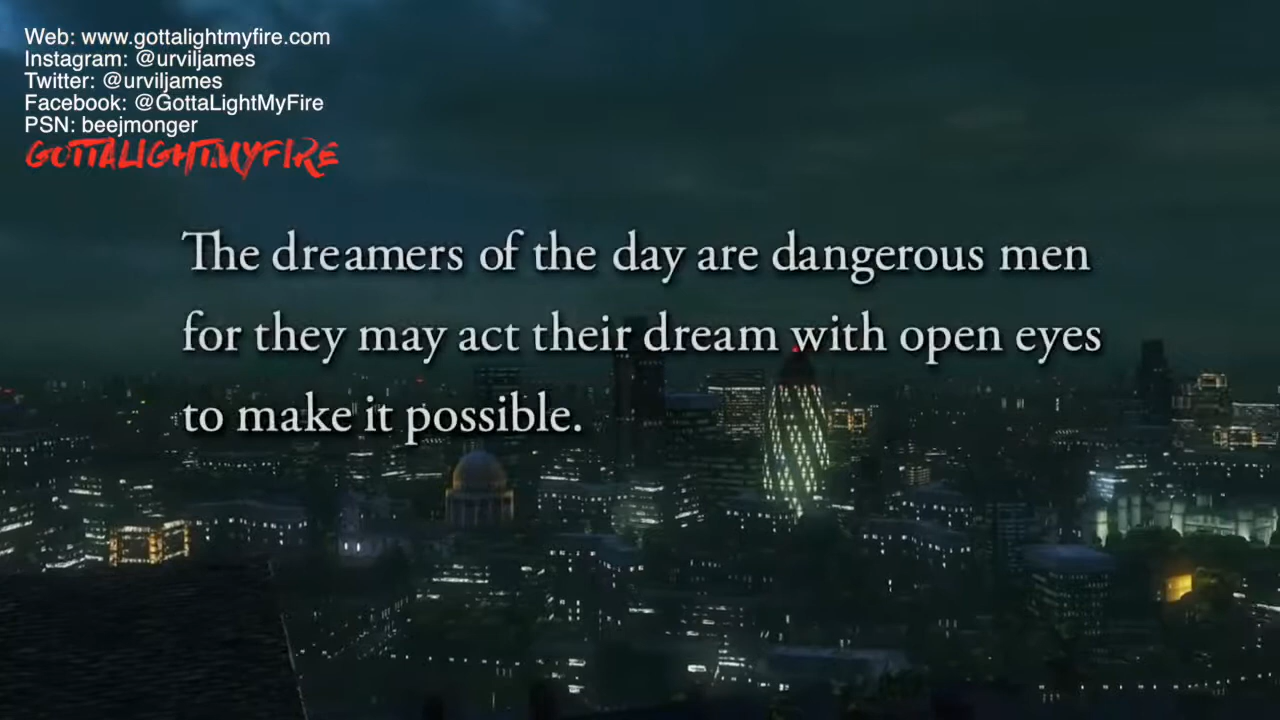 Web: www.gottalightmyfire.com
Instagram: @urviljames
Twitter: @urviljames
Facebook: @GottaLightMyFire
PSN: beejmonger
GOTTALIGHTMYFIRE
The dreamers of the day are dangerous men
for they may act their dream with open eyes
to make it possible.